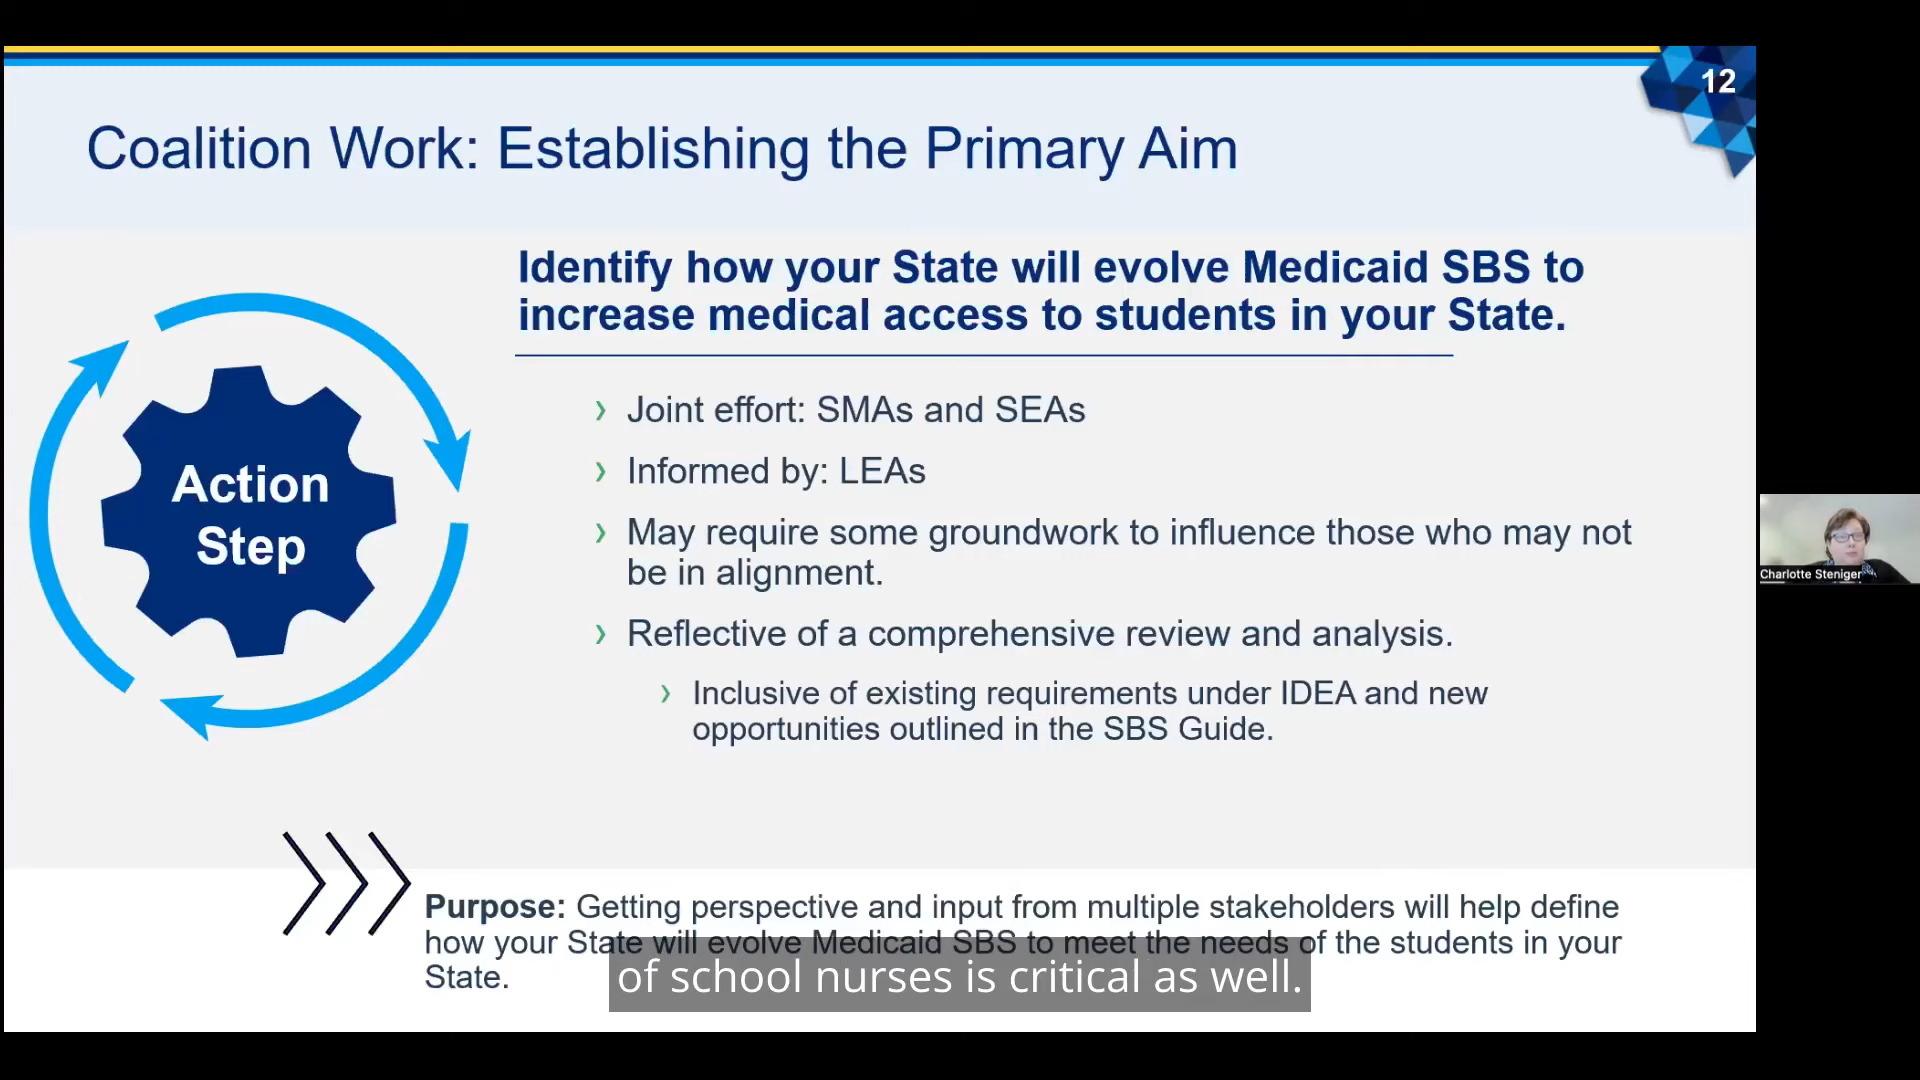 12
Coalition Work: Establishing the Primary Aim
Identify how your State will evolve Medicaid SBS to
increase medical access to students in your State.
Action
Step
› Joint effort: SMAs and SEAs
› Informed by: LEAs
› May require some groundwork to influence those who may not
be in alignment.
› Reflective of a comprehensive review and analysis.
› Inclusive of existing requirements under IDEA and new
opportunities outlined in the SBS Guide.
Charlotte Steniger
Purpose: Getting perspective and input from multiple stakeholders will help define
how your State will evolve Medicaid SBS to meet the needs of the students in your
State.
of school nurses is critical as well.